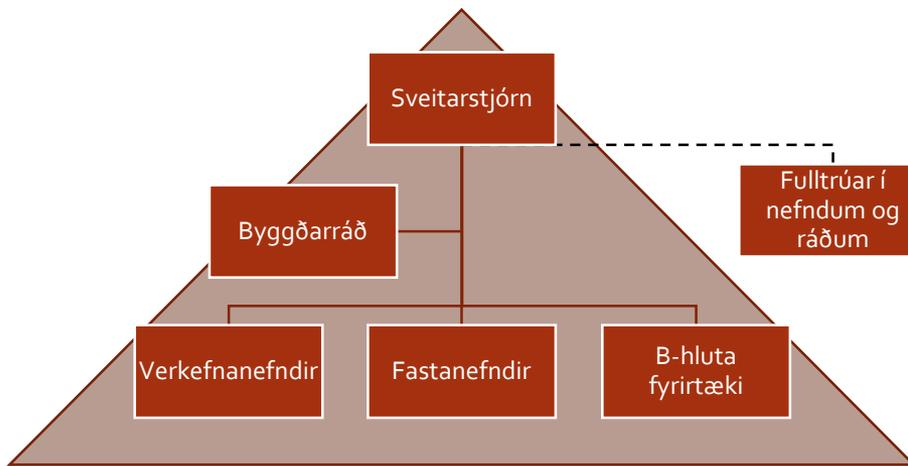 Sveitarstjórn
Fulltrúar í
nefndum og
ráðum
Byggðarráð
Verkefnanefndir
Fastanefndir
B-hluta
fyrirtæki